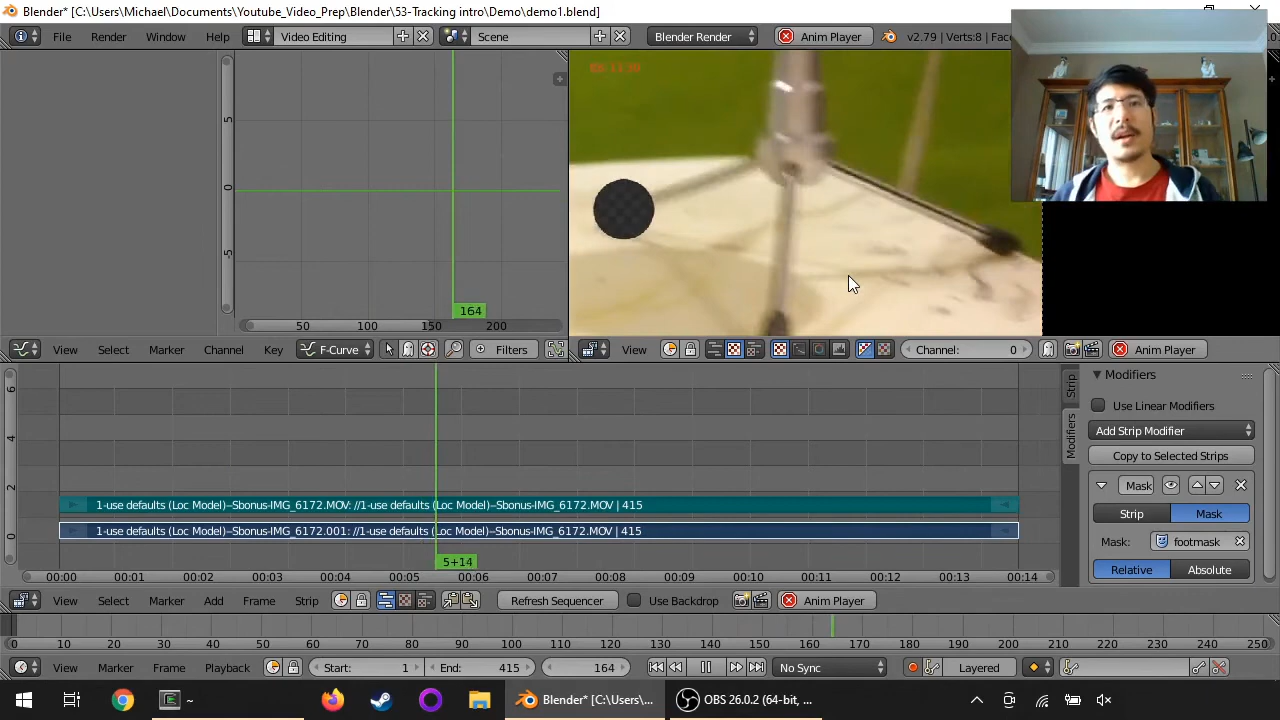 Blender* [C:\Users\Michael\Documents\Youtube_Video_Prep\Blender\53-Tracking intro\Demo\demo1.blend]
File Render Window Help Video Editing Scene Blender Render Anim Player v2.79 | Verts:8 |
5
0
-5
164
50 100 150 200
View Select Marker Channel Key F-Curve Filters
View Channel: 0 Anim Player
6
4
2
0
1-use defaults (Loc Model)--Sbonus-IMG_6172.MOV: //1-use defaults (Loc Model)--Sbonus-IMG_6172.MOV | 415
1-use defaults (Loc Model)--Sbonus-IMG_6172.001: //1-use defaults (Loc Model)--Sbonus-IMG_6172.MOV | 415
5+14
00:00 00:01 00:02 00:03 00:04 00:05 00:06 00:07 00:08 00:09 00:10 00:11 00:12 00:13 00:14
Strip
Modifiers
Modifiers
Use Linear Modifiers
Add Strip Modifier
Copy to Selected Strips
Mask
Strip Mask
Mask: footmask
Relative Absolute
View Select Marker Add Frame Strip Refresh Sequencer Use Backdrop Anim Player
0 10 20 30 40 50 60 70 80 90 100 110 120 130 140 150 160 170 180 190 200 210 220 230 240 250
View Marker Frame Playback Start: 1 End: 415 164 No Sync Layered
~ Blender* [C:\Users\... OBS 26.0.2 (64-bit, ...